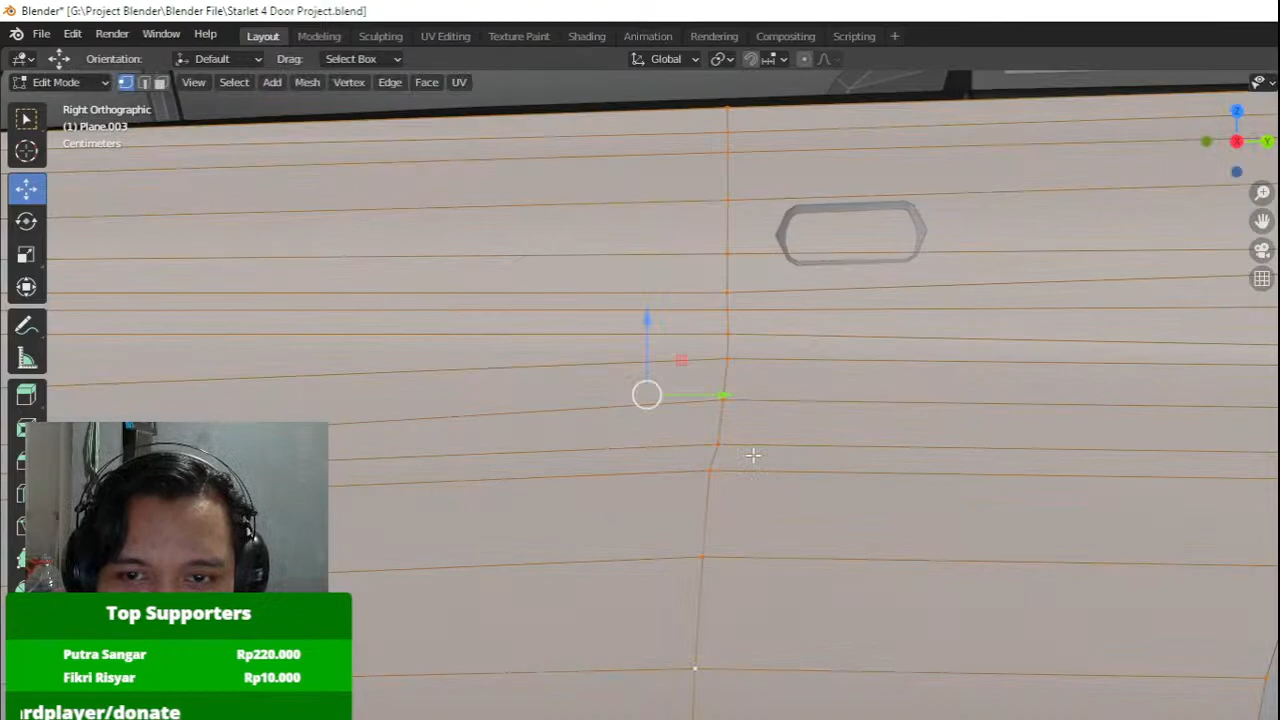 Blender* [G:\Project Blender\Blender File\Starlet 4 Door Project.blend]
File Edit Render Window Help Layout Modeling Sculpting UV Editing Texture Paint Shading Animation Rendering Compositing Scripting +
Orientation: Default Drag: Select Box Global
Edit Mode View Select Add Mesh Vertex Edge Face UV
Right Orthographic
(1) Plane.003
Centimeters
Z
X
Y
Top Supporters
Putra Sangar Rp220.000
Fikri Risyar Rp10.000
ırdplayer/donate